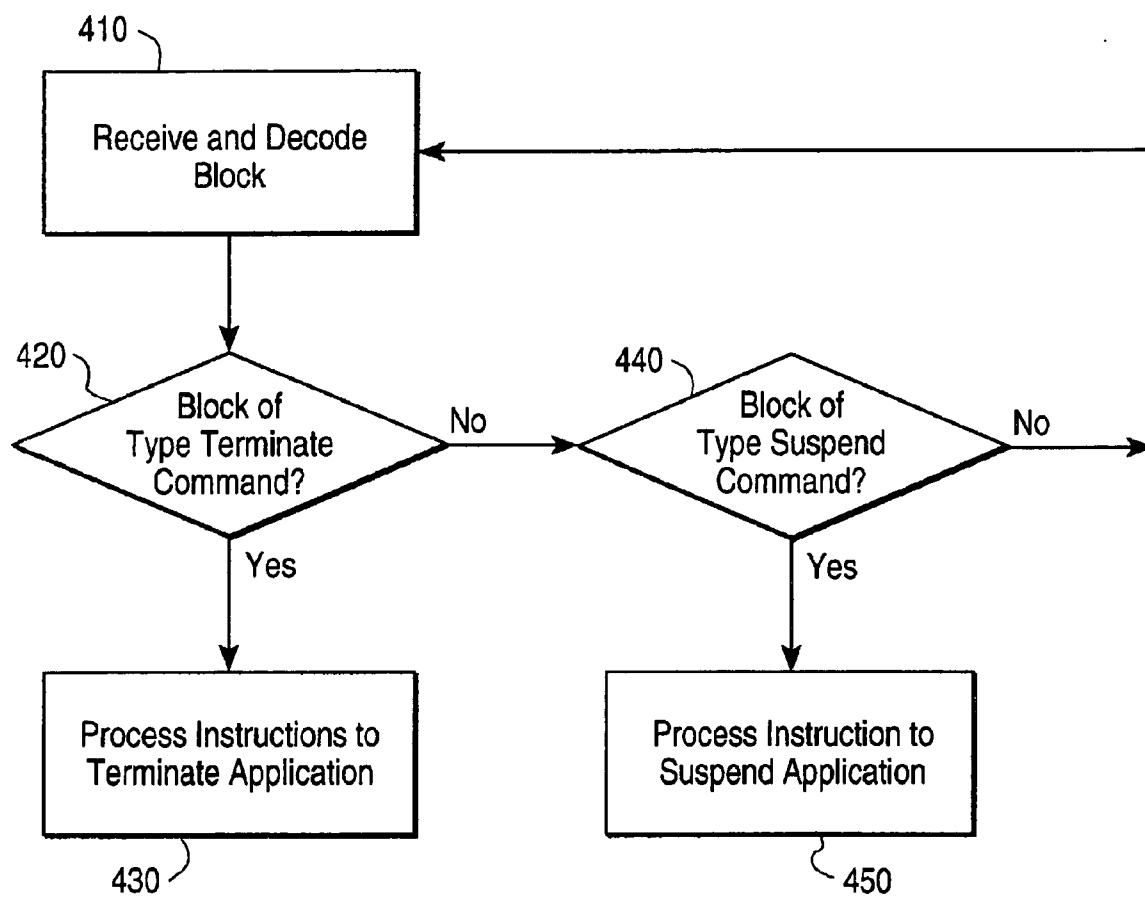 410
Receive and Decode
Block
420
Block of
Type Terminate
Command?
No
440
Block of
Type Suspend
Command?
No
Yes
Yes
Process Instructions to
Terminate Application
430
Process Instruction to
Suspend Application
450